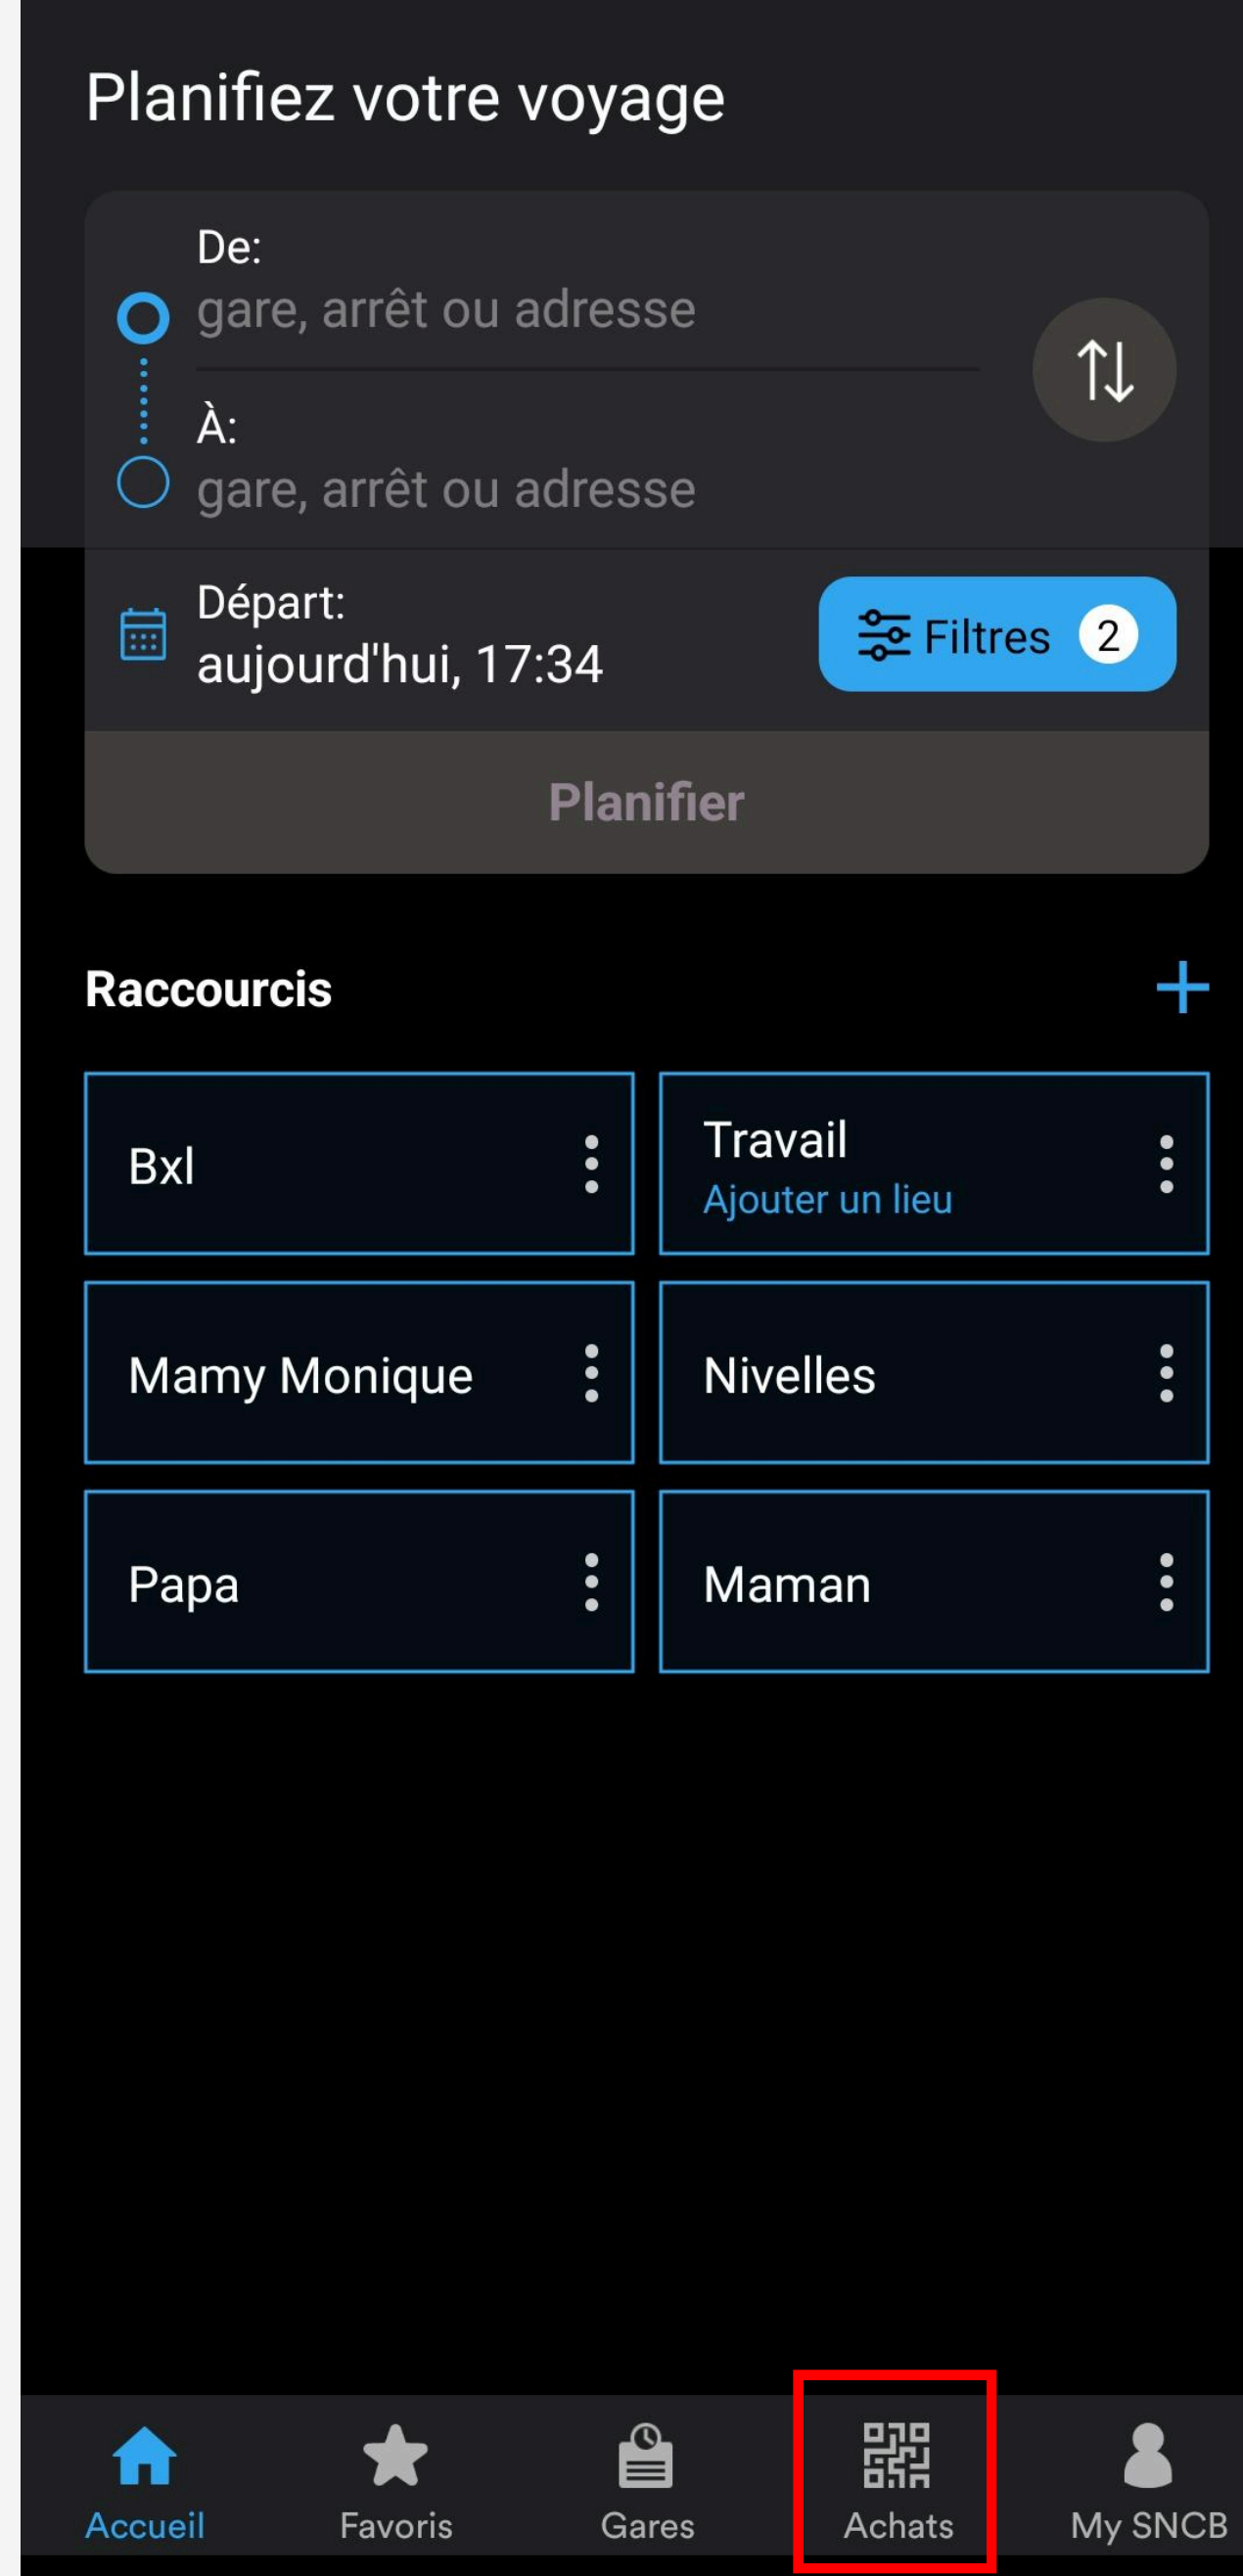 Planifiez votre voyage
De:
gare, arrêt ou adresse
À:
gare, arrêt ou adresse
Départ:
aujourd'hui, 17:34
Filtres 2
Planifier
Raccourcis
Bxl
Travail
Ajouter un lieu
Mamy Monique
Nivelles
Papa
Maman
Accueil
Favoris
Gares
Achats
My SNCB